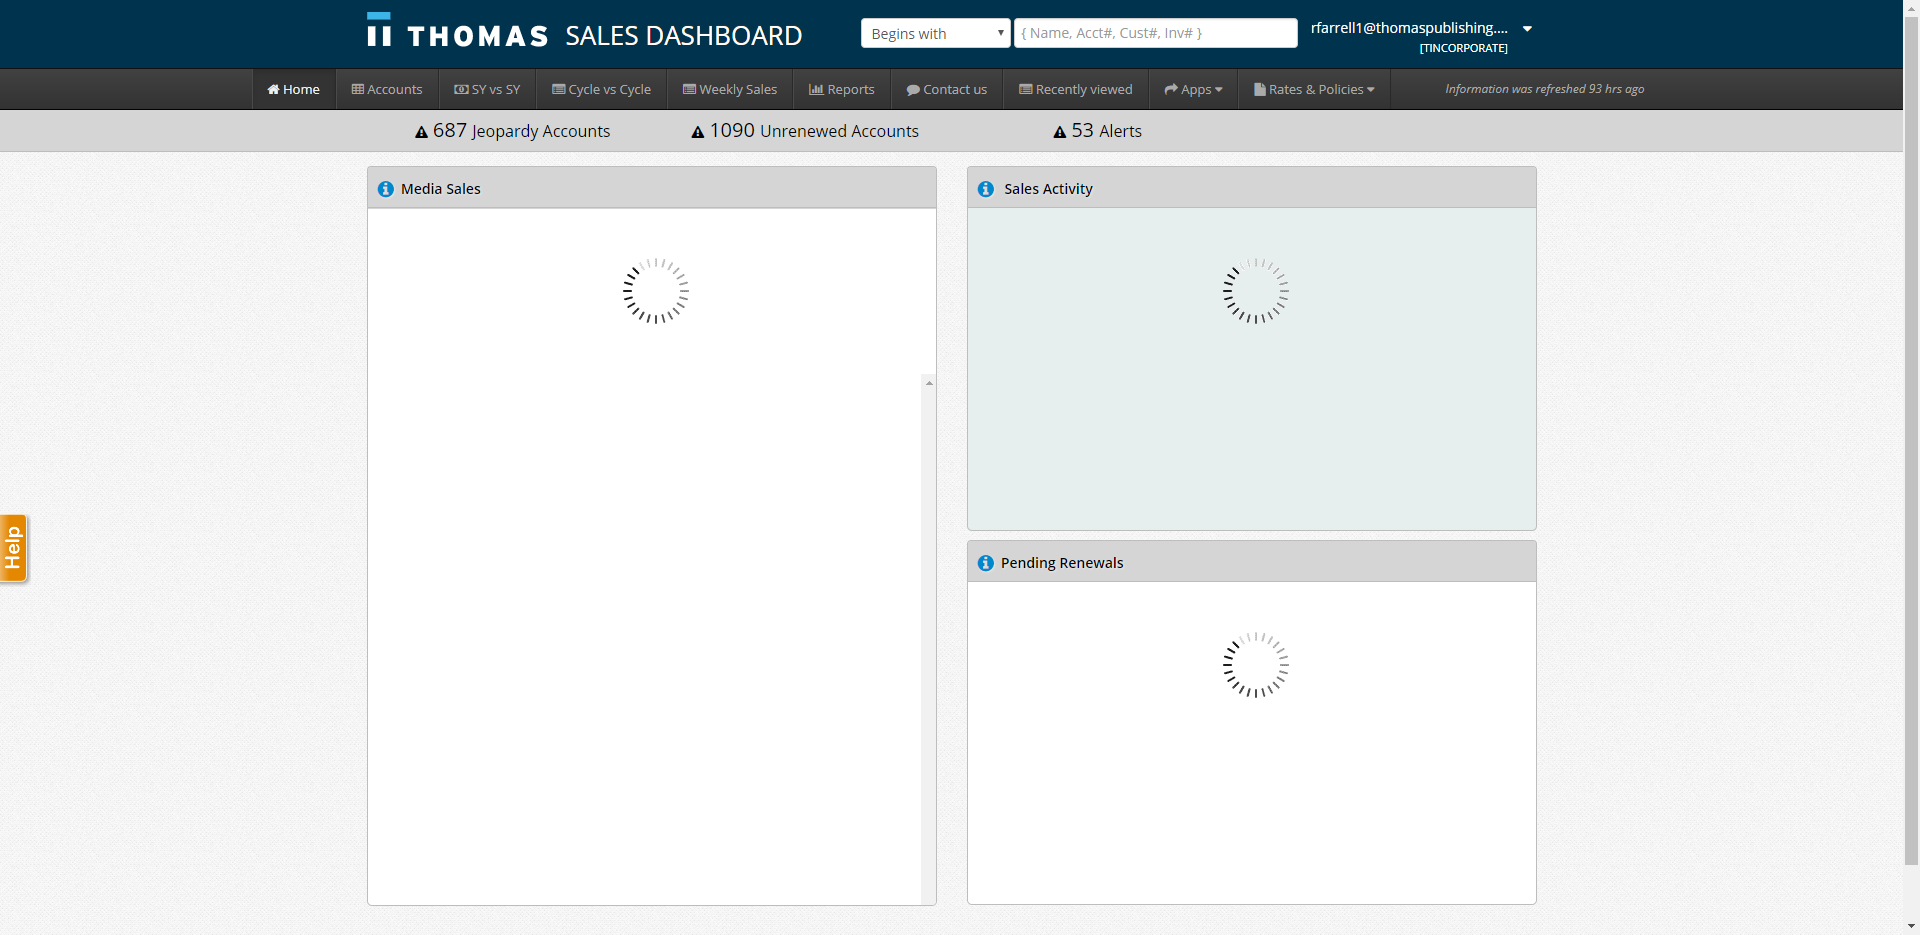 THOMAS SALES DASHBOARD
Begins with
{ Name, Acct#, Cust#, Inv# }
rfarrell1@thomaspublishing....
[TINCORPORATE]
Home Accounts SY vs SY Cycle vs Cycle Weekly Sales Reports Contact us Recently viewed Apps Rates & Policies Information was refreshed 93 hrs ago
687 Jeopardy Accounts 1090 Unrenewed Accounts 53 Alerts
Media Sales
Sales Activity
Help
Pending Renewals